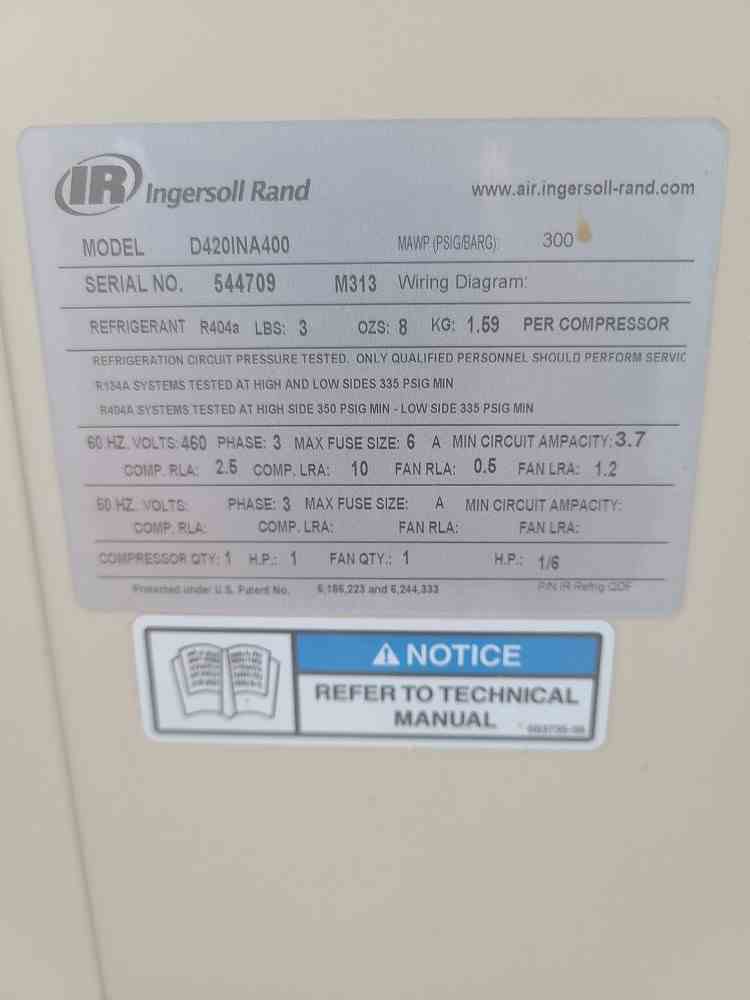 IR Ingersoll Rand www.air.ingersoll-rand.com
MODEL D420INA400 MAWP (PSIG/BARG): 300
SERIAL NO. 544709 M313 Wiring Diagram:
REFRIGERANT R404a LBS: 3 OZS: 8 KG: 1.59 PER COMPRESSOR
REFRIGERATION CIRCUIT PRESSURE TESTED. ONLY QUALIFIED PERSONNEL SHOULD PERFORM SERVIC
R134A SYSTEMS TESTED AT HIGH AND LOW SIDES 335 PSIG MIN
R404A SYSTEMS TESTED AT HIGH SIDE 350 PSIG MIN - LOW SIDE 335 PSIG MIN
60 HZ. VOLTS: 460 PHASE: 3 MAX FUSE SIZE: 6 A MIN CIRCUIT AMPACITY: 3.7
COMP. RLA: 2.5 COMP. LRA: 10 FAN RLA: 0.5 FAN LRA: 1.2
50 HZ. VOLTS: PHASE: 3 MAX FUSE SIZE: A MIN CIRCUIT AMPACITY:
COMP. RLA: COMP. LRA: FAN RLA: FAN LRA:
COMPRESSOR QTY: 1 H.P.: 1 FAN QTY.: 1 H.P.: 1/6
Protected under U.S. Patent No. 6,186,223 and 6,244,333 P/N IR Refrig QDF
NOTICE
REFER TO TECHNICAL
MANUAL